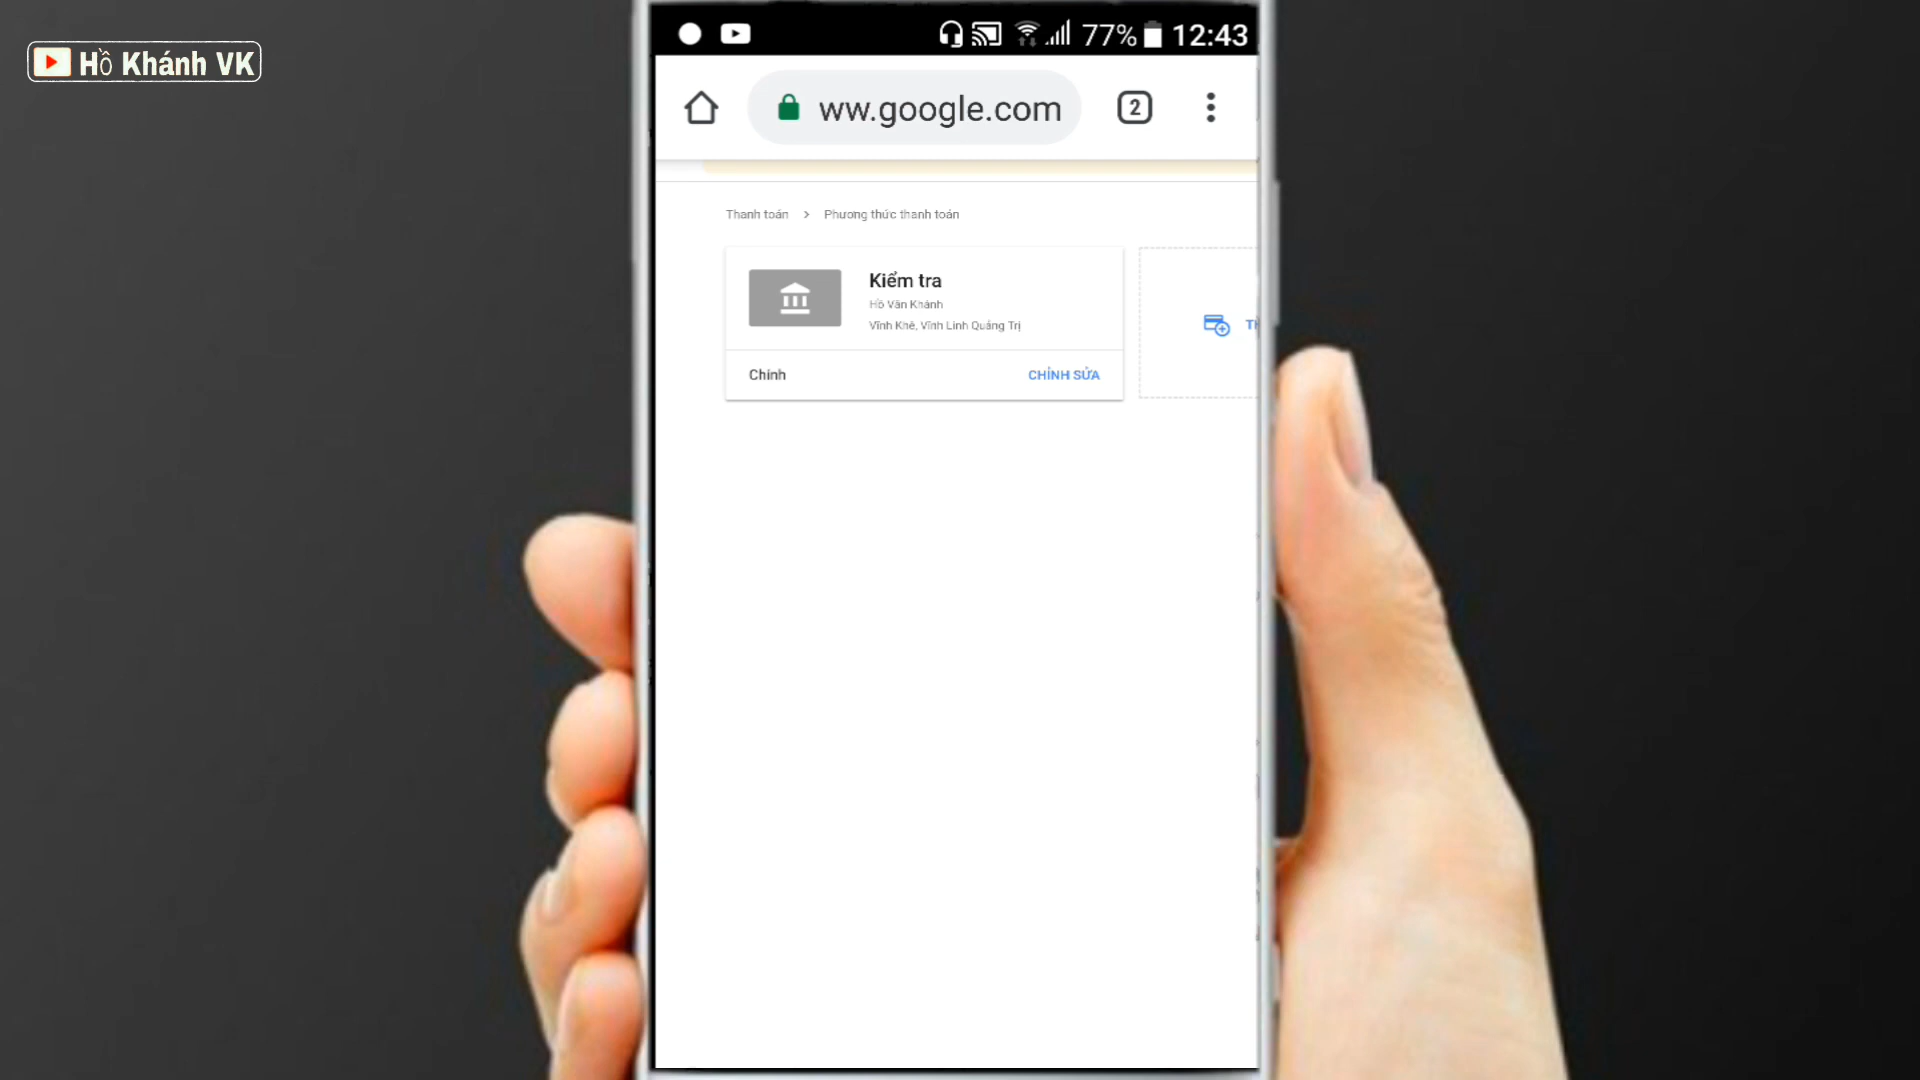 Hồ Khánh VK
77% 12:43
ww.google.com
2
Thanh toán > Phương thức thanh toán
Kiểm tra
Hồ Văn Khánh
Vĩnh Khê, Vĩnh Linh Quảng Trị
Chính
CHỈNH SỬA